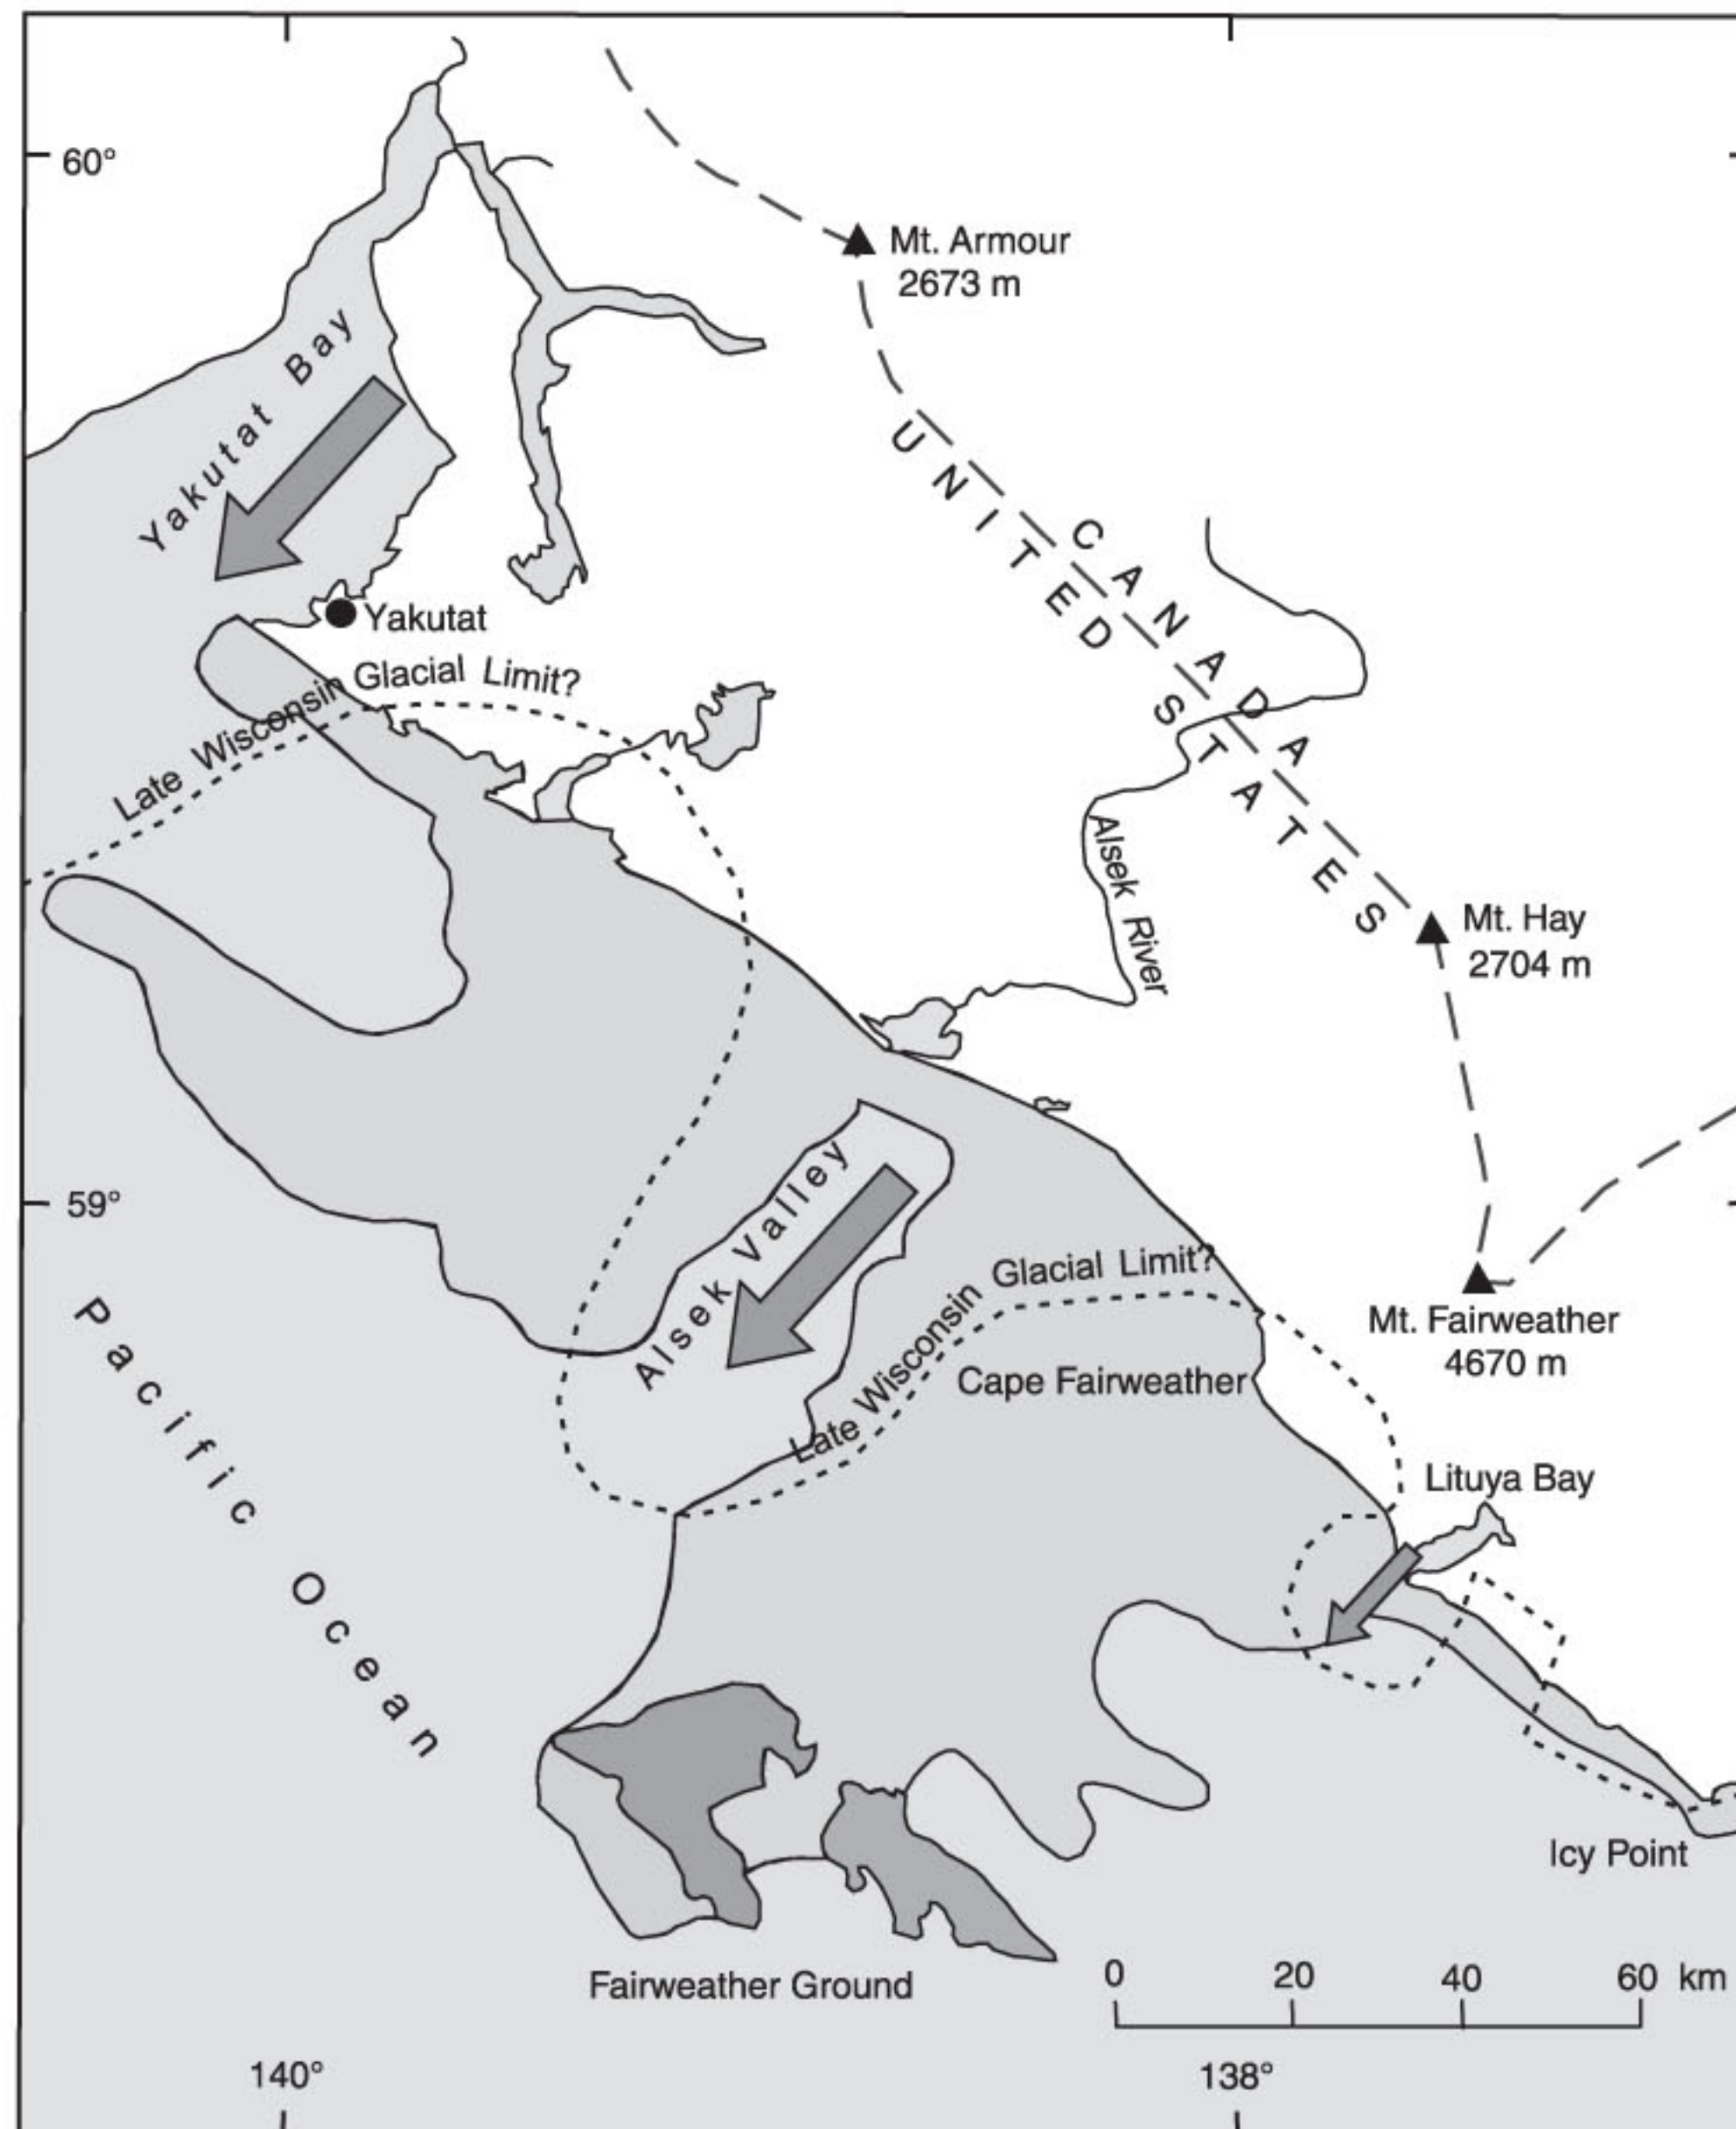 60°
Mt. Armour
2673 m
Yakutat Bay
UNITED STATES
CANADA
Yakutat
Late Wisconsin Glacial Limit?
Alsek River
Mt. Hay
2704 m
59°
Alsek Valley
Late Wisconsin Glacial Limit?
Mt. Fairweather
4670 m
Cape Fairweather
Pacific Ocean
Lituya Bay
Icy Point
Fairweather Ground
0 20 40 60 km
140° 138°